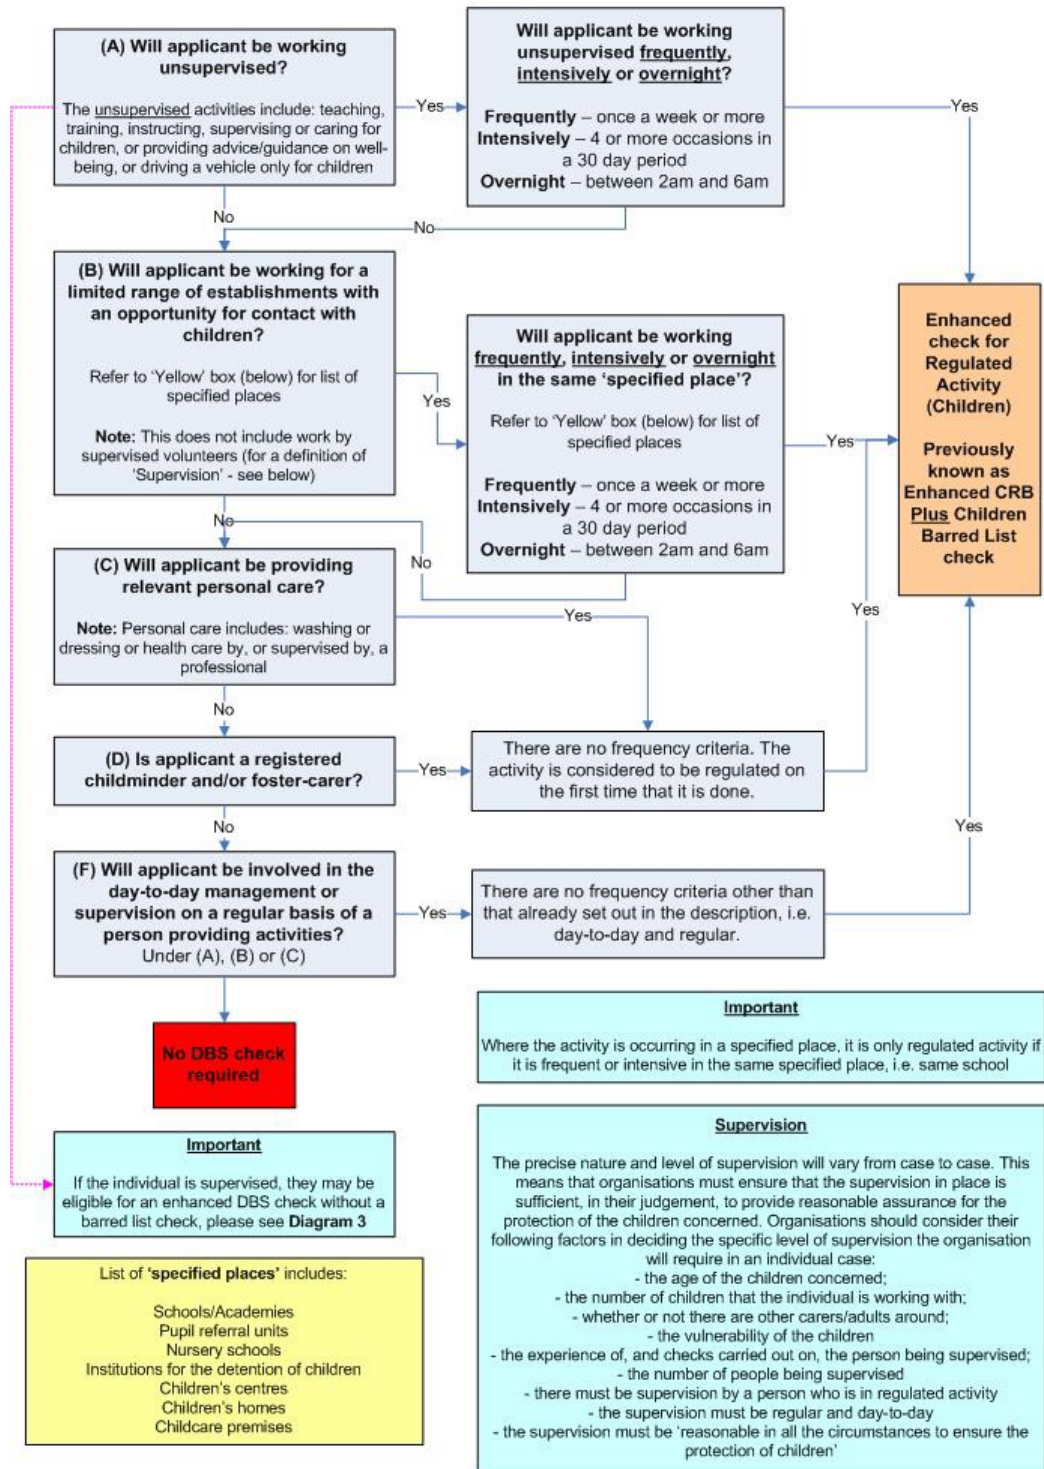 (A) Will applicant be working
unsupervised?
The unsupervised activities include: teaching,
training, instructing, supervising or caring for
children, or providing advice/guidance on well-
being, or driving a vehicle only for children
Yes
Will applicant be working
unsupervised frequently,
intensively or overnight?
Frequently – once a week or more
Intensively – 4 or more occasions in
a 30 day period
Overnight – between 2am and 6am
Yes
No
No
(B) Will applicant be working for a
limited range of establishments with
an opportunity for contact with
children?
Refer to 'Yellow' box (below) for list of
specified places
Note: This does not include work by
supervised volunteers (for a definition of
'Supervision' - see below)
Yes
Will applicant be working
frequently, intensively or overnight
in the same 'specified place'?
Refer to 'Yellow' box (below) for list of
specified places
Frequently – once a week or more
Intensively – 4 or more occasions in
a 30 day period
Overnight – between 2am and 6am
Yes
Enhanced
check for
Regulated
Activity
(Children)
Previously
known as
Enhanced CRB
Plus Children
Barred List
check
No
No
(C) Will applicant be providing
relevant personal care?
Note: Personal care includes: washing or
dressing or health care by, or supervised by, a
professional
Yes
Yes
No
(D) Is applicant a registered
childminder and/or foster-carer?
Yes
There are no frequency criteria. The
activity is considered to be regulated on
the first time that it is done.
No
Yes
(F) Will applicant be involved in the
day-to-day management or
supervision on a regular basis of a
person providing activities?
Under (A), (B) or (C)
Yes
There are no frequency criteria other than
that already set out in the description, i.e.
day-to-day and regular.
No DBS check
required
Important
Where the activity is occurring in a specified place, it is only regulated activity if
it is frequent or intensive in the same specified place, i.e. same school
Important
If the individual is supervised, they may be
eligible for an enhanced DBS check without a
barred list check, please see Diagram 3
List of 'specified places' includes:
Schools/Academies
Pupil referral units
Nursery schools
Institutions for the detention of children
Children's centres
Children's homes
Childcare premises
Supervision
The precise nature and level of supervision will vary from case to case. This
means that organisations must ensure that the supervision in place is
sufficient, in their judgement, to provide reasonable assurance for the
protection of the children concerned. Organisations should consider their
following factors in deciding the specific level of supervision the organisation
will require in an individual case:
- the age of the children concerned;
- the number of children that the individual is working with;
- whether or not there are other carers/adults around;
- the vulnerability of the children
- the experience of, and checks carried out on, the person being supervised;
- the number of people being supervised
- there must be supervision by a person who is in regulated activity
- the supervision must be regular and day-to-day
- the supervision must be 'reasonable in all the circumstances to ensure the
protection of children'